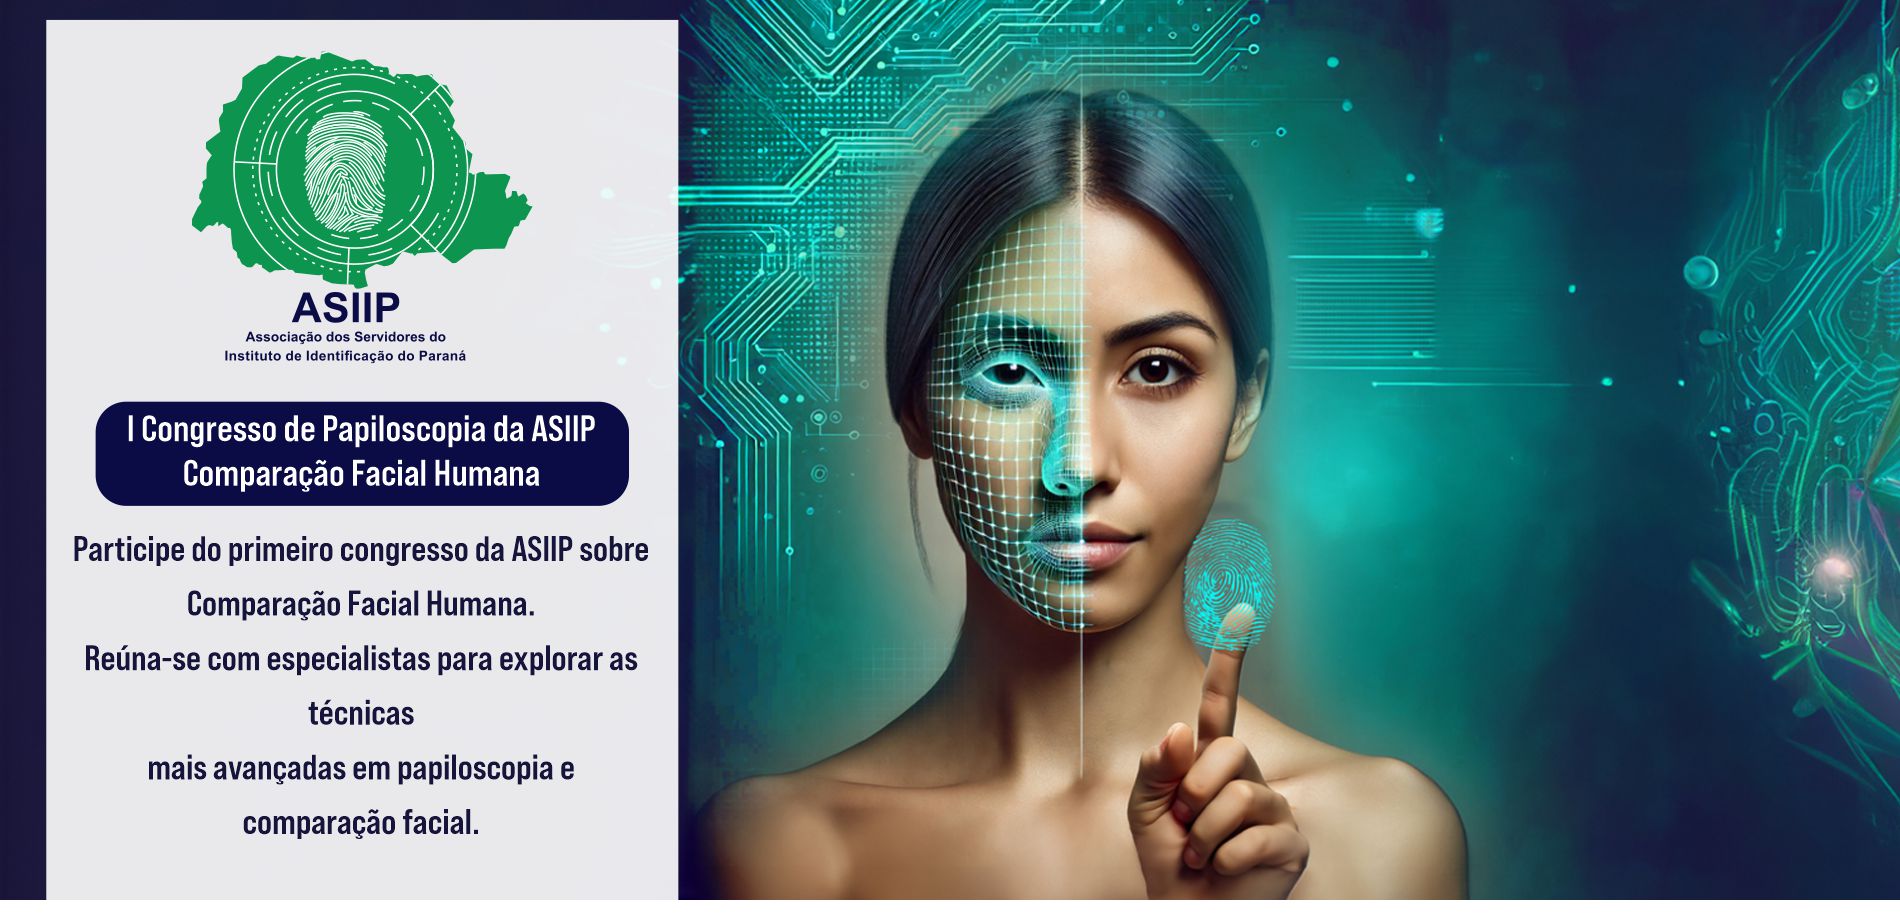 ASIIP
Associação dos Servidores do
Instituto de Identificação do Paraná
I Congresso de Papiloscopia da ASIIP
Comparação Facial Humana
Participe do primeiro congresso da ASIIP sobre
Comparação Facial Humana.
Reúna-se com especialistas para explorar as
técnicas
mais avançadas em papiloscopia e
comparação facial.